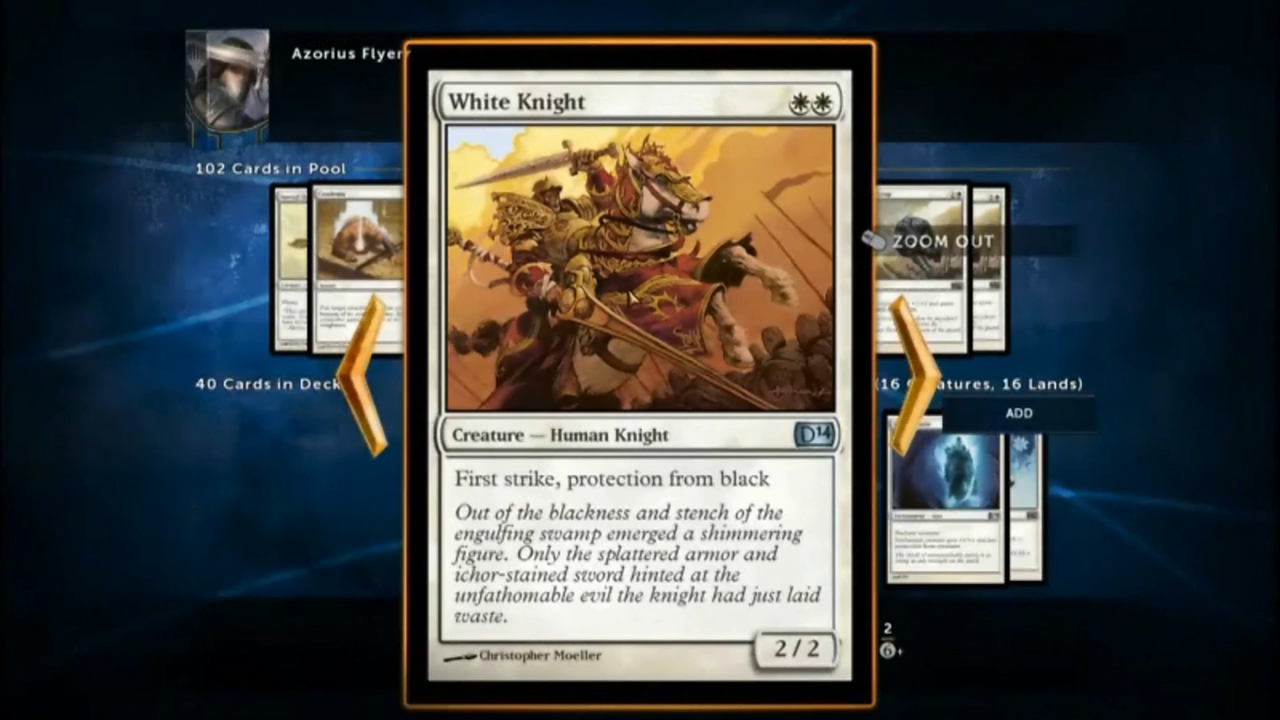 Azorius Flyer
102 Cards in Pool
40 Cards in Deck
(16 Creatures, 16 Lands)
ZOOM OUT
ADD
White Knight
Creature — Human Knight
D14
First strike, protection from black
Out of the blackness and stench of the
engulfing swamp emerged a shimmering
figure. Only the splattered armor and
ichor-stained sword hinted at the
unfathomable evil the knight had just laid
waste.
Christopher Moeller
2/2
2
6+